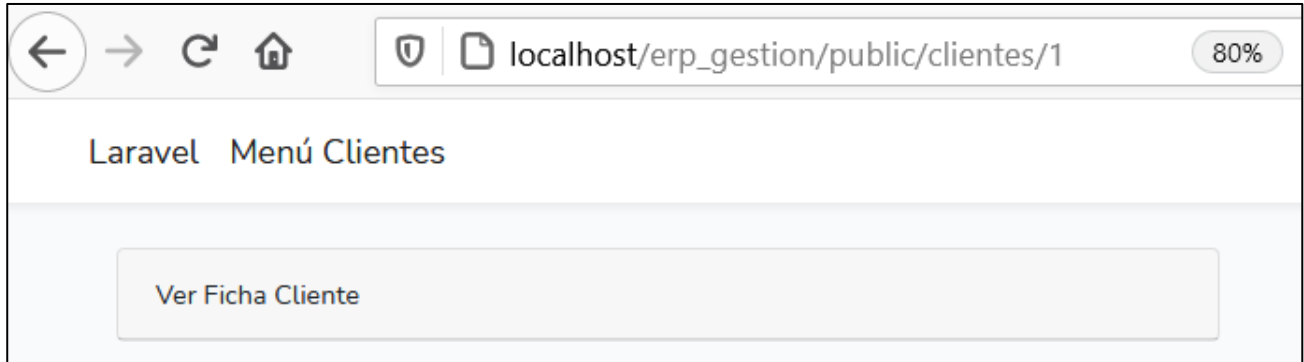 localhost/erp_gestion/public/clientes/1 80%
Laravel Menú Clientes
Ver Ficha Cliente